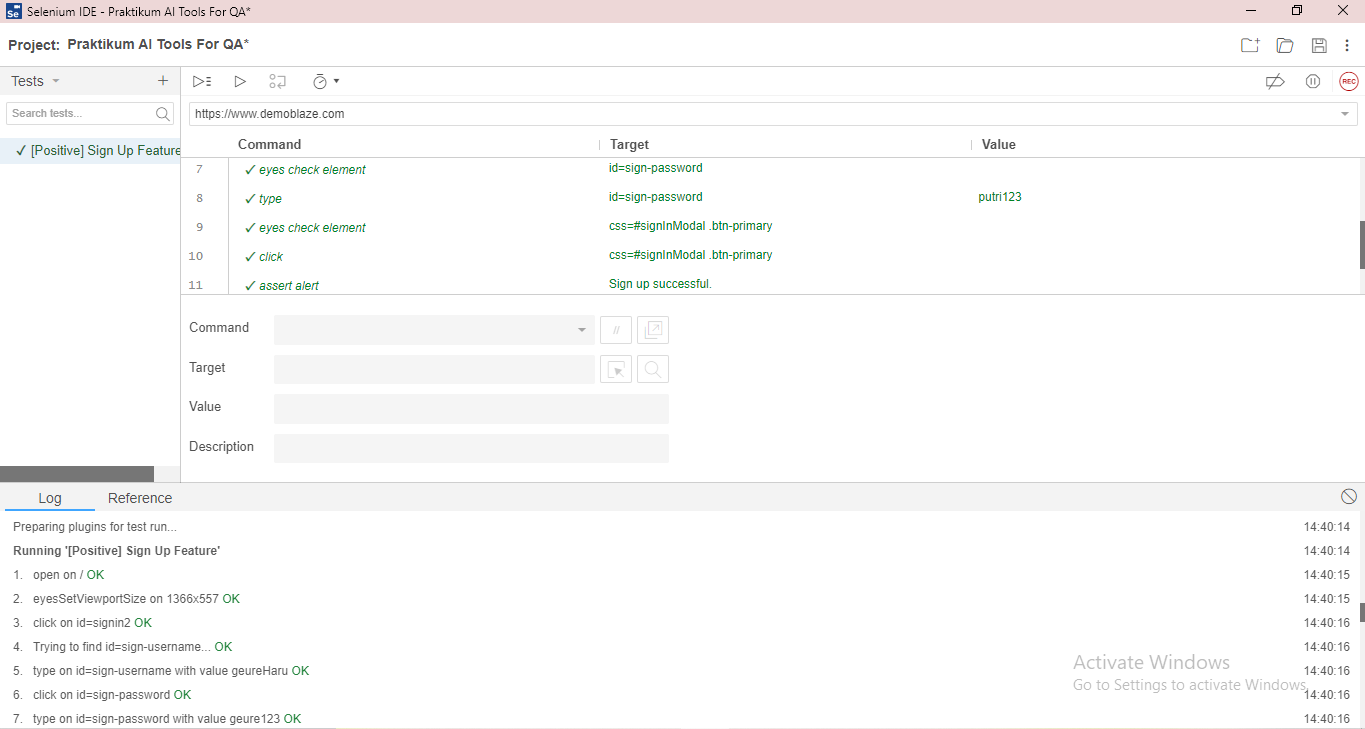 Selenium IDE - Praktikum AI Tools For QA*
Project: Praktikum AI Tools For QA*
Tests
Search tests...
✓ [Positive] Sign Up Feature
REC
https://www.demoblaze.com
Command Target Value
7 ✓ eyes check element id=sign-password
8 ✓ type id=sign-password putri123
9 ✓ eyes check element css=#signInModal .btn-primary
10 ✓ click css=#signInModal .btn-primary
11 ✓ assert alert Sign up successful.
Command //
Target
Value
Description
Log Reference
Preparing plugins for test run... 14:40:14
Running '[Positive] Sign Up Feature' 14:40:14
1. open on / OK 14:40:15
2. eyesSetViewportSize on 1366x557 OK 14:40:15
3. click on id=signin2 OK 14:40:16
4. Trying to find id=sign-username... OK 14:40:16
5. type on id=sign-username with value geureHaru OK 14:40:16
6. click on id=sign-password OK 14:40:16
7. type on id=sign-password with value geure123 OK 14:40:16
Activate Windows
Go to Settings to activate Windows.